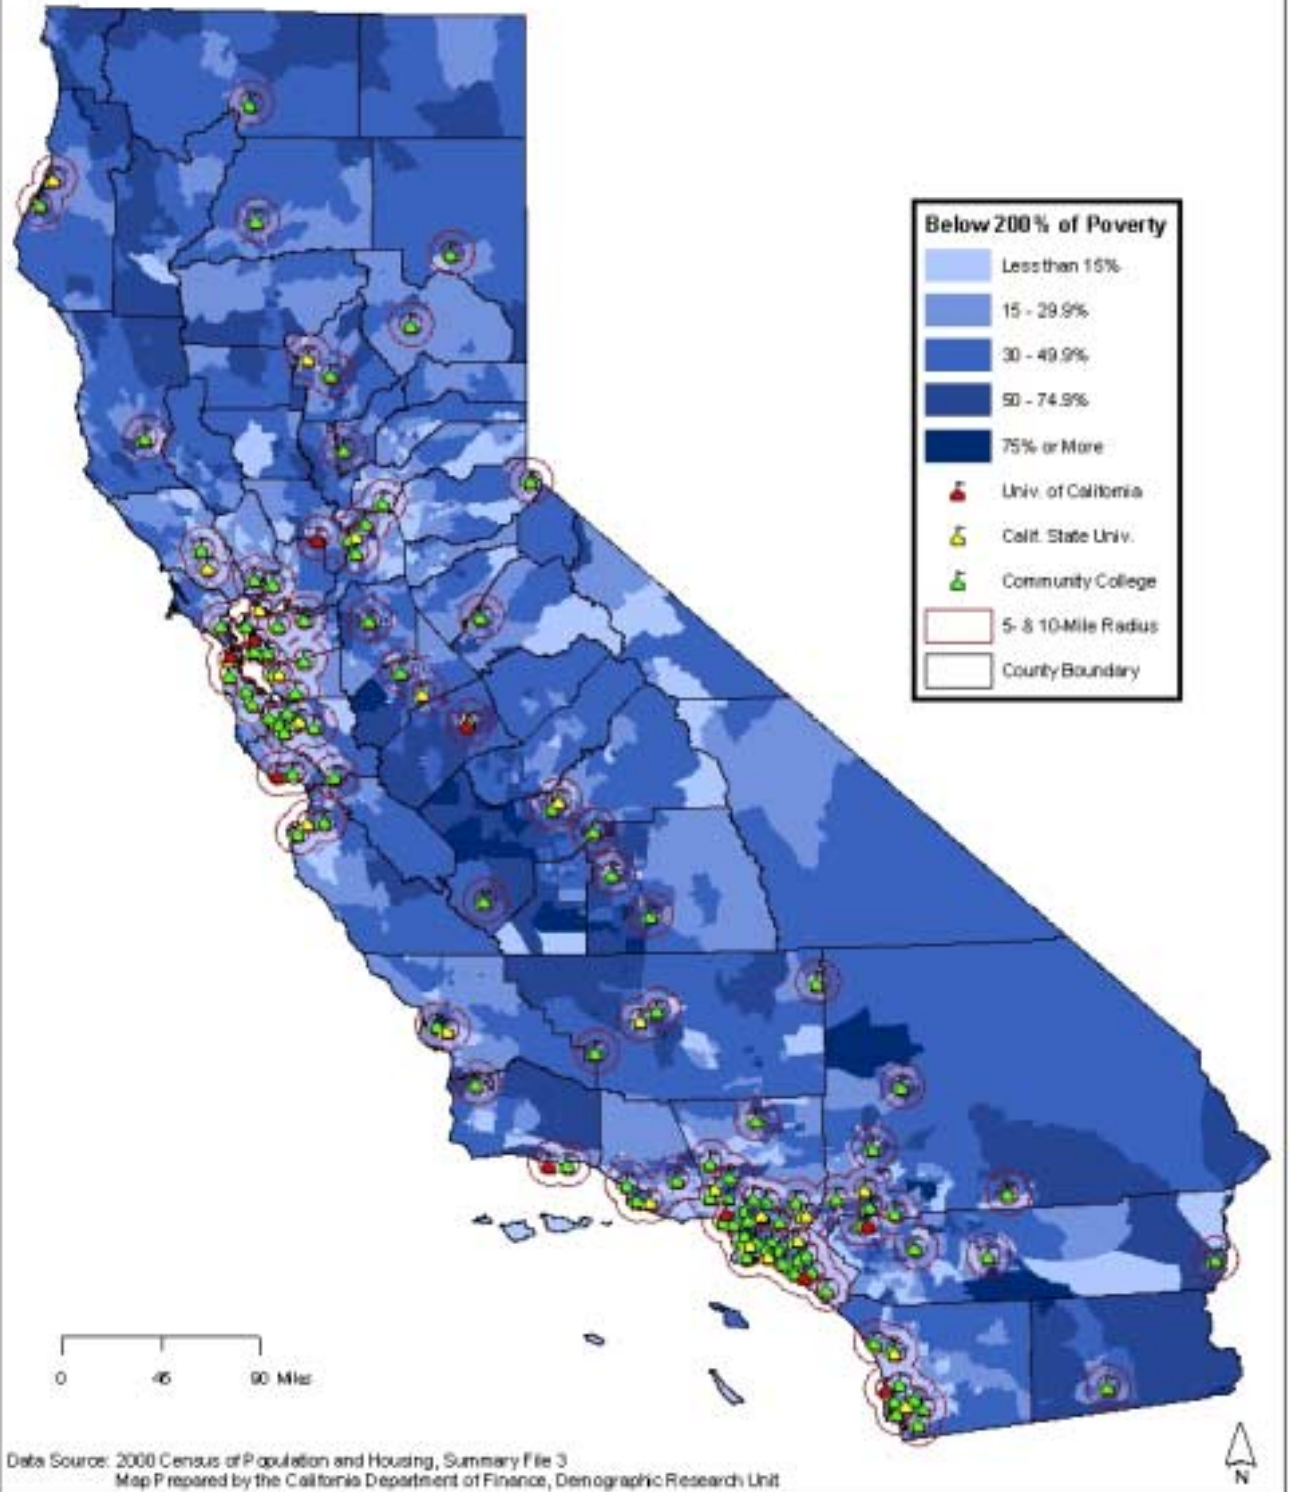 Below 200% of Poverty
Less than 15%
15 - 29.9%
30 - 49.9%
50 - 74.9%
75% or More
Univ. of California
Calif. State Univ.
Community College
5- & 10-Mile Radius
County Boundary
0 45 90 Miles
N
Data Source: 2000 Census of Population and Housing, Summary File 3
Map Prepared by the California Department of Finance, Demographic Research Unit